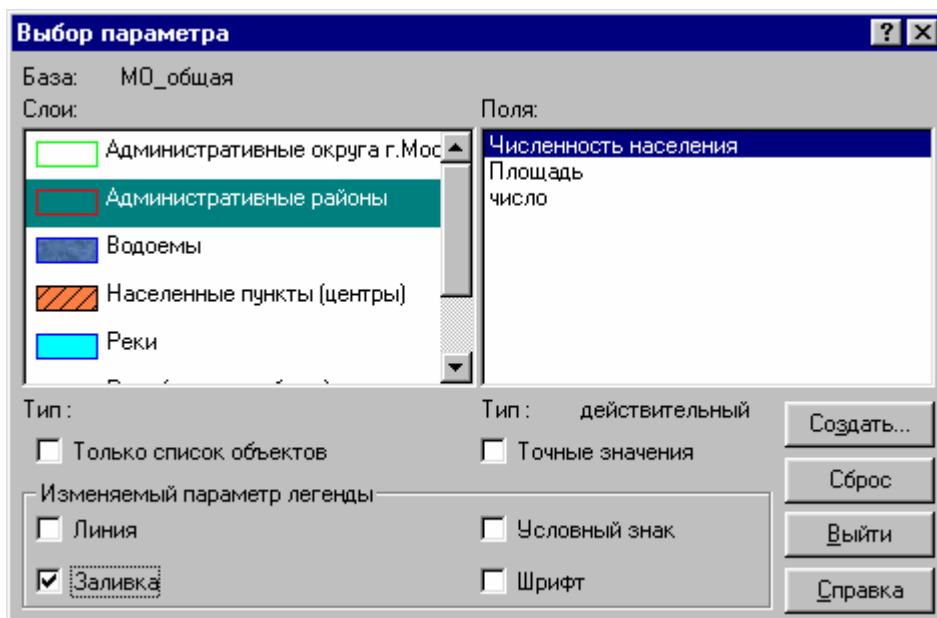 Выбор параметра
База: МО_общая
Слои:
Административные округа г.Мос
Административные районы
Водоемы
Населенные пункты (центры)
Реки
Поля:
Численность населения
Площадь
число
Тип :
Только список объектов
Тип : действительный
Точные значения
Изменяемый параметр легенды
Линия
Условный знак
Заливка
Шрифт
Создать...
Сброс
Выйти
Справка